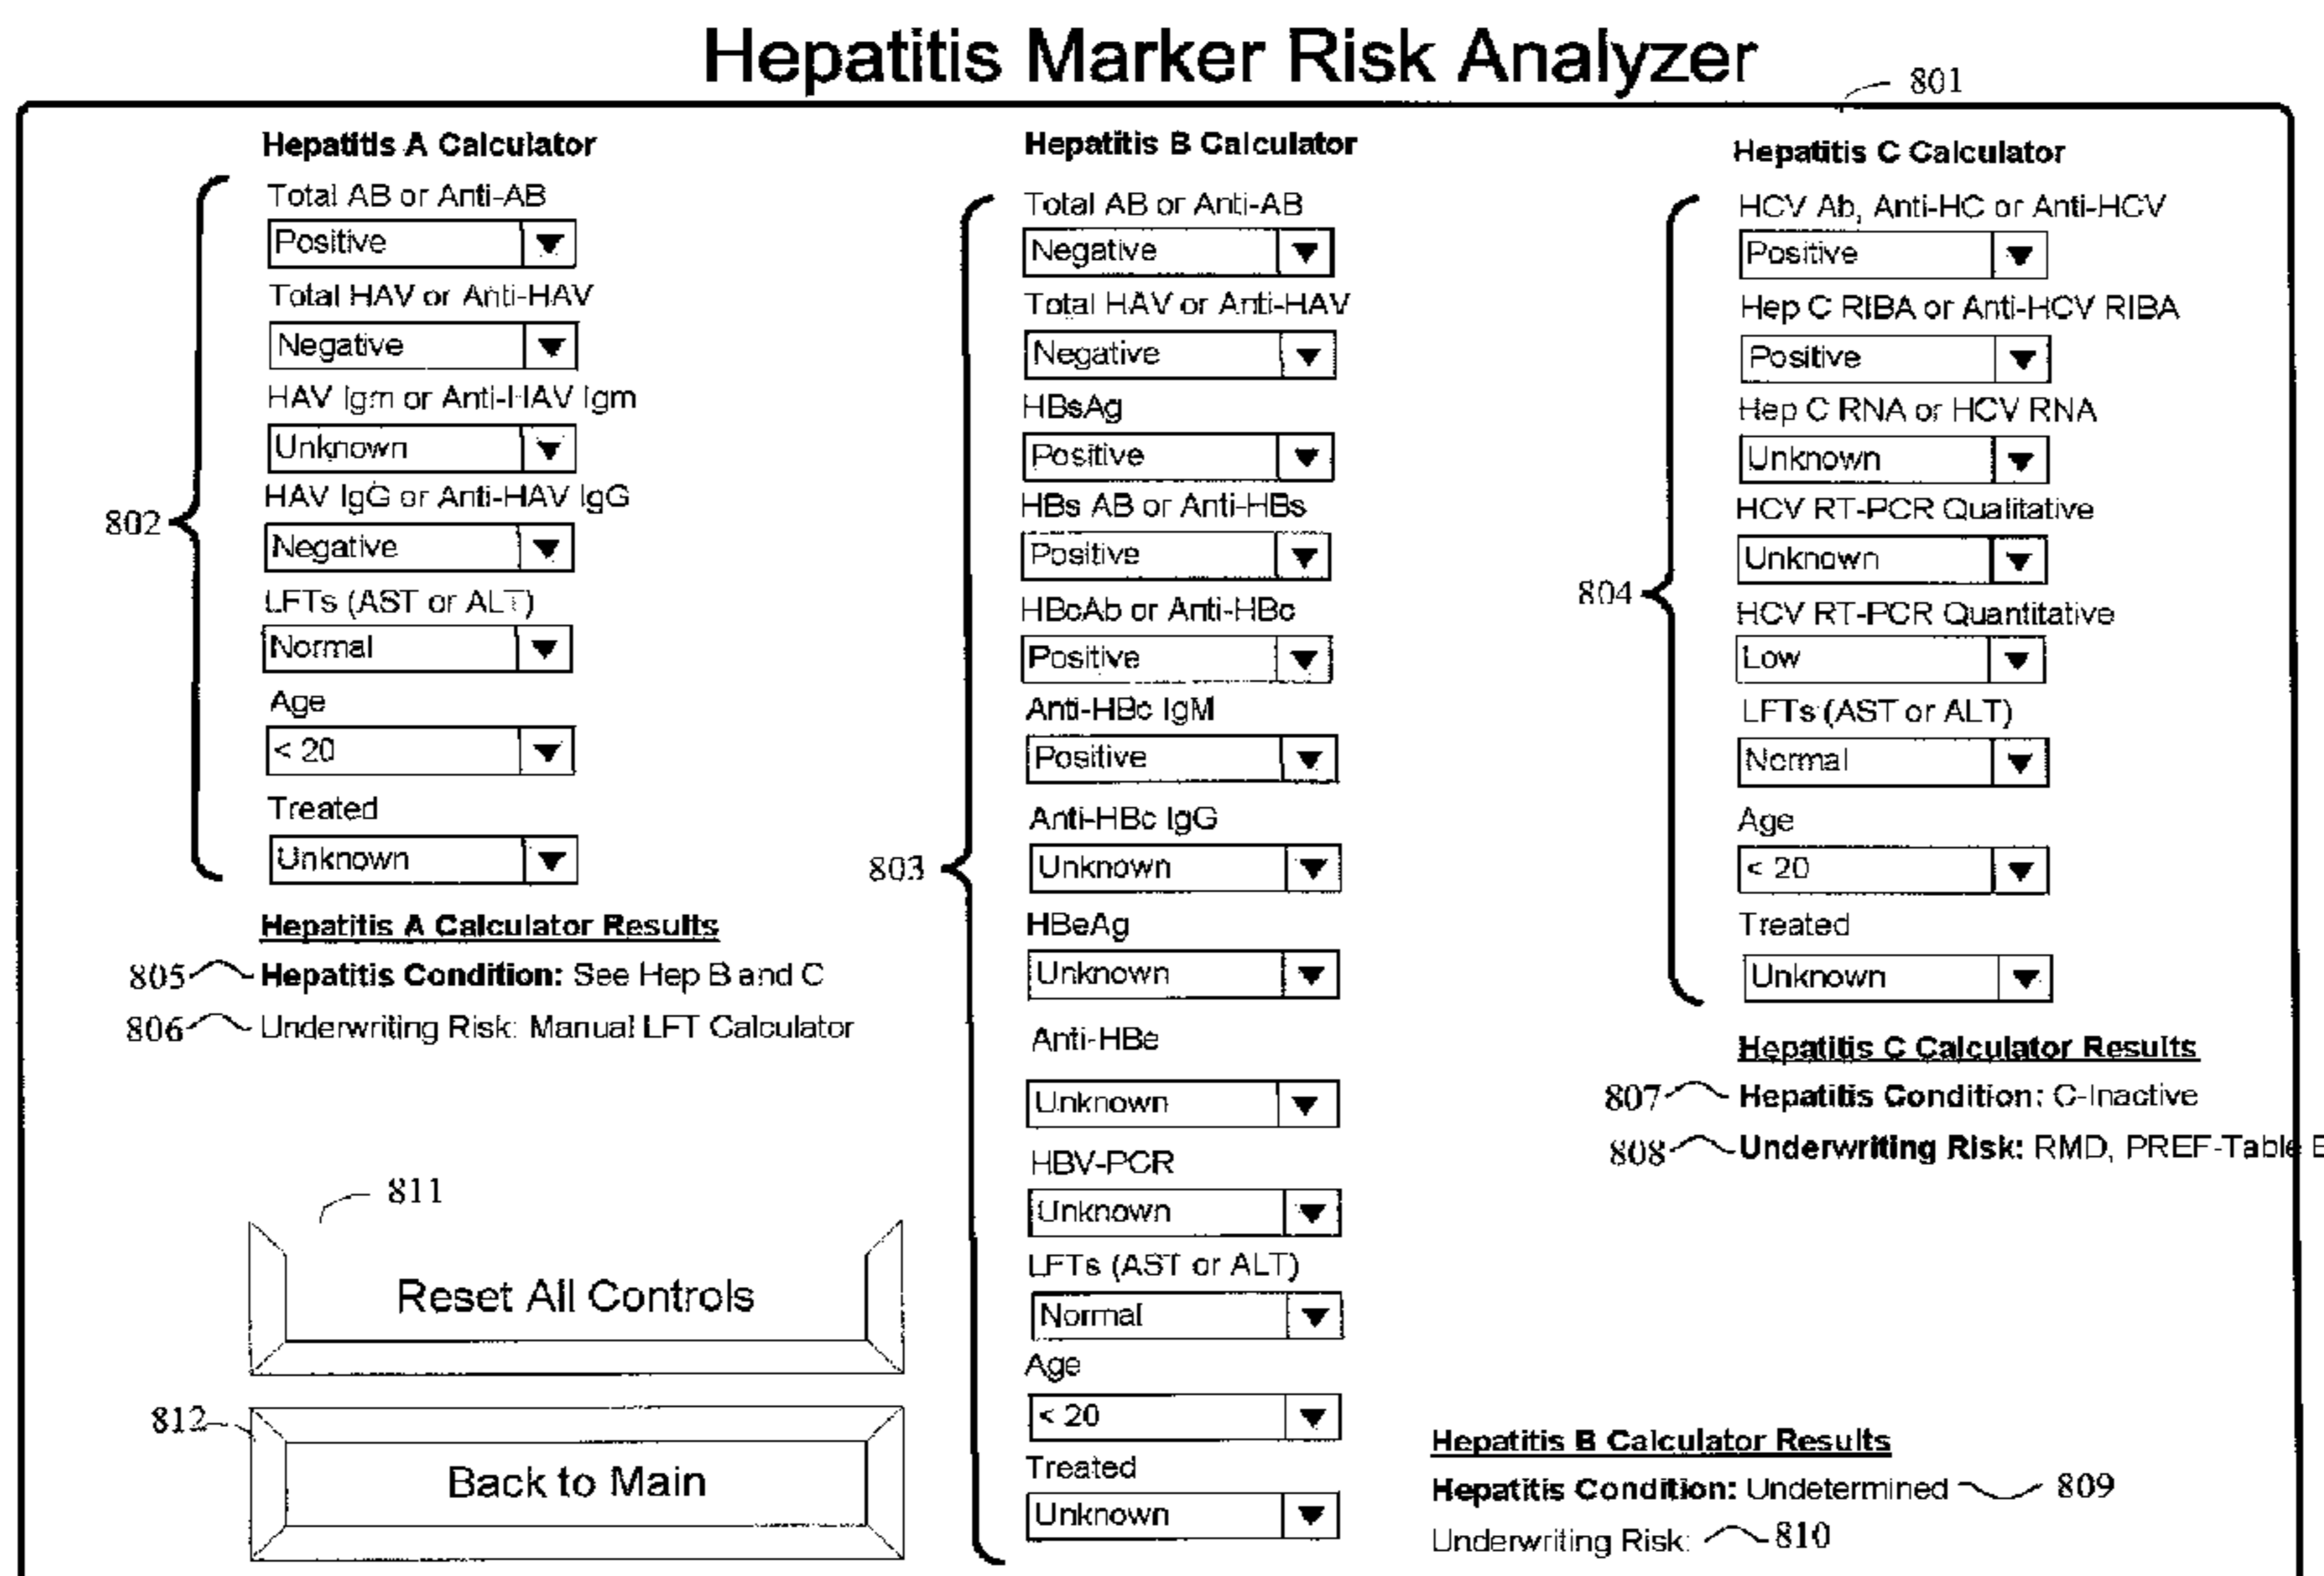 Hepatitis Marker Risk Analyzer
801
Hepatitis A Calculator
Total AB or Anti-AB
Positive
Total HAV or Anti-HAV
Negative
HAV Igm or Anti-HAV Igm
Unknown
HAV IgG or Anti-HAV IgG
802
Negative
LFTs (AST or ALT)
Normal
Age
< 20
Treated
Unknown
Hepatitis A Calculator Results
805 Hepatitis Condition: See Hep B and C
806 Underwriting Risk: Manual LFT Calculator
811
Reset All Controls
812
Back to Main
Hepatitis B Calculator
Total AB or Anti-AB
Negative
Total HAV or Anti-HAV
Negative
HBsAg
Positive
HBs AB or Anti-HBs
Positive
HBcAb or Anti-HBc
Positive
Anti-HBc IgM
Positive
Anti-HBc IgG
803
Unknown
HBeAg
Unknown
Anti-HBe
Unknown
HBV-PCR
Unknown
LFTs (AST or ALT)
Normal
Age
< 20
Treated
Unknown
Hepatitis C Calculator
HCV Ab, Anti-HC or Anti-HCV
Positive
Hep C RIBA or Anti-HCV RIBA
Positive
Hep C RNA or HCV RNA
Unknown
HCV RT-PCR Qualitative
Unknown
804
HCV RT-PCR Quantitative
Low
LFTs (AST or ALT)
Normal
Age
< 20
Treated
Unknown
Hepatitis C Calculator Results
807 Hepatitis Condition: C-Inactive
808 Underwriting Risk: RMD, PREF-Table
Hepatitis B Calculator Results
Hepatitis Condition: Undetermined 809
Underwriting Risk: 810